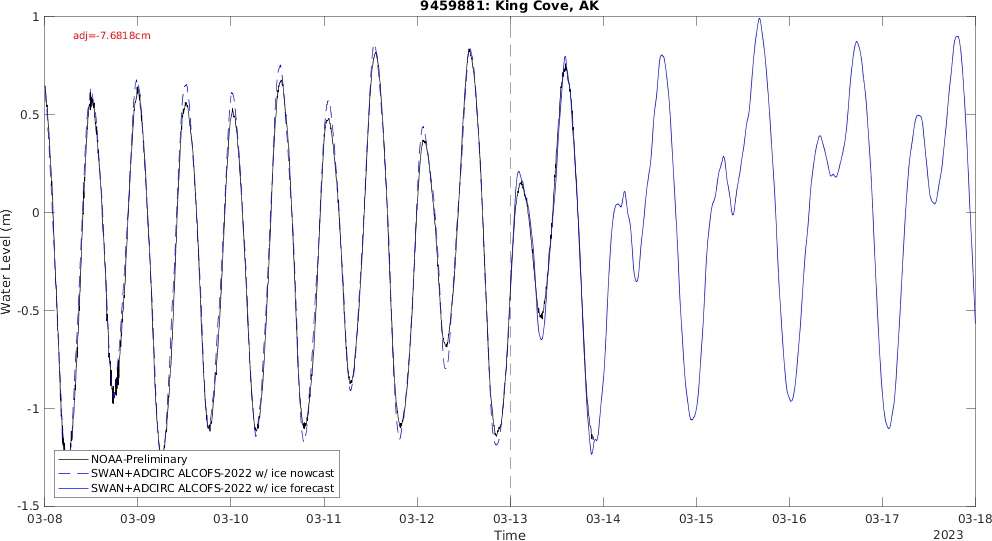 9459881: King Cove, AK
adj=-7.6818cm
1
0.5
0
-0.5
-1
-1.5
Water Level (m)
NOAA-Preliminary
SWAN+ADCIRC ALCOFS-2022 w/ ice nowcast
SWAN+ADCIRC ALCOFS-2022 w/ ice forecast
03-08 03-09 03-10 03-11 03-12 03-13 03-14 03-15 03-16 03-17 03-18
Time
2023